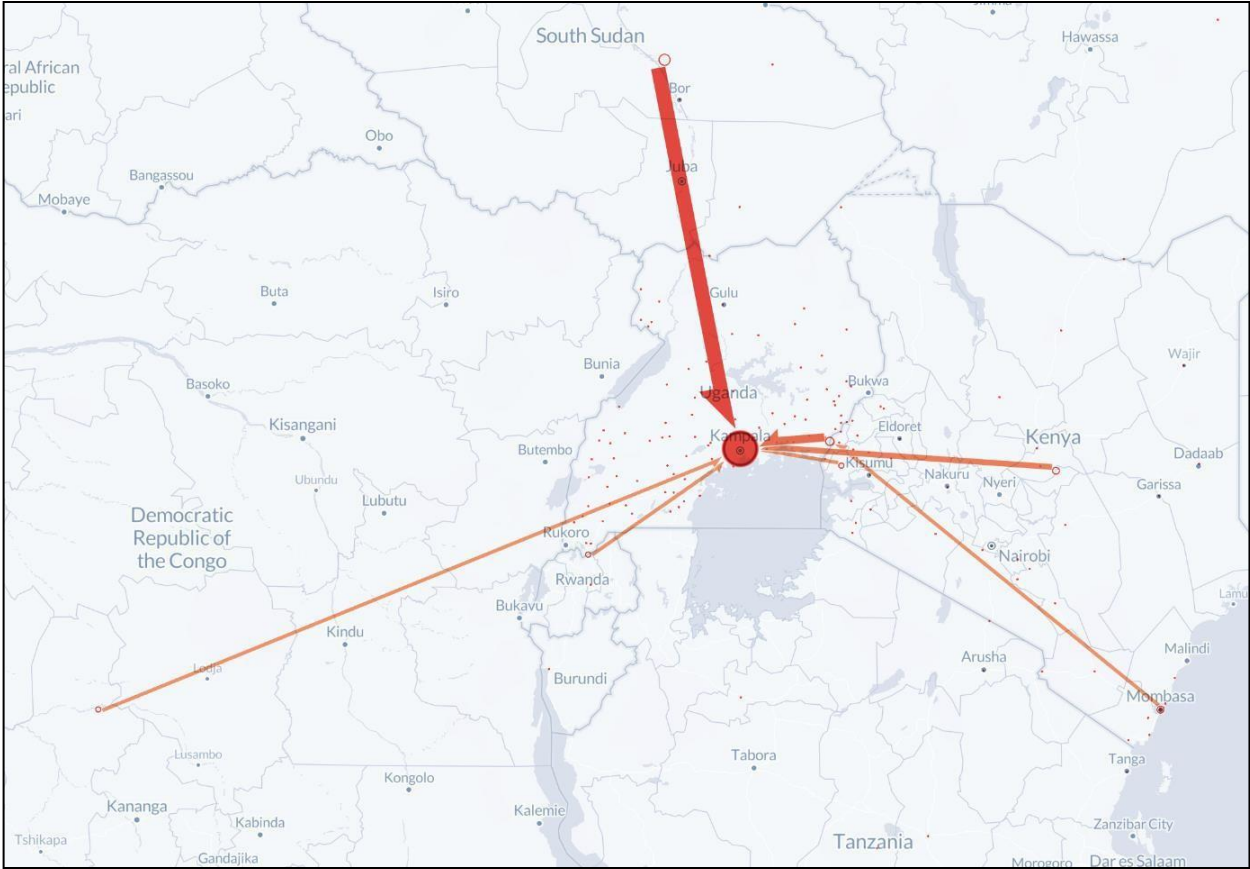 Jimma
South Sudan
Hawassa
ral African
epublic
Bor
ari
Obo
Juba
Bangassou
Mobaye
Buta
Isiro
Gulu
Wajir
Bunia
Basoko
Bukwa
Uganda
Kisangani
Eldoret
Kampala
Kenya
Butembo
Dadaab
Kisumu
Ubundu
Nakuru
Nyeri
Garissa
Lubutu
Democratic
Republic of
the Congo
Rukoro
Nairobi
Rwanda
Lamu
Bukavu
Kindu
Malindi
Arusha
Lodja
Burundi
Mombasa
Lusambo
Tabora
Tanga
Kongolo
Kananga
Kalemie
Kabinda
Zanzibar City
Tshikapa
Tanzania
Gandajika
Morogoro
Dar es Salaam